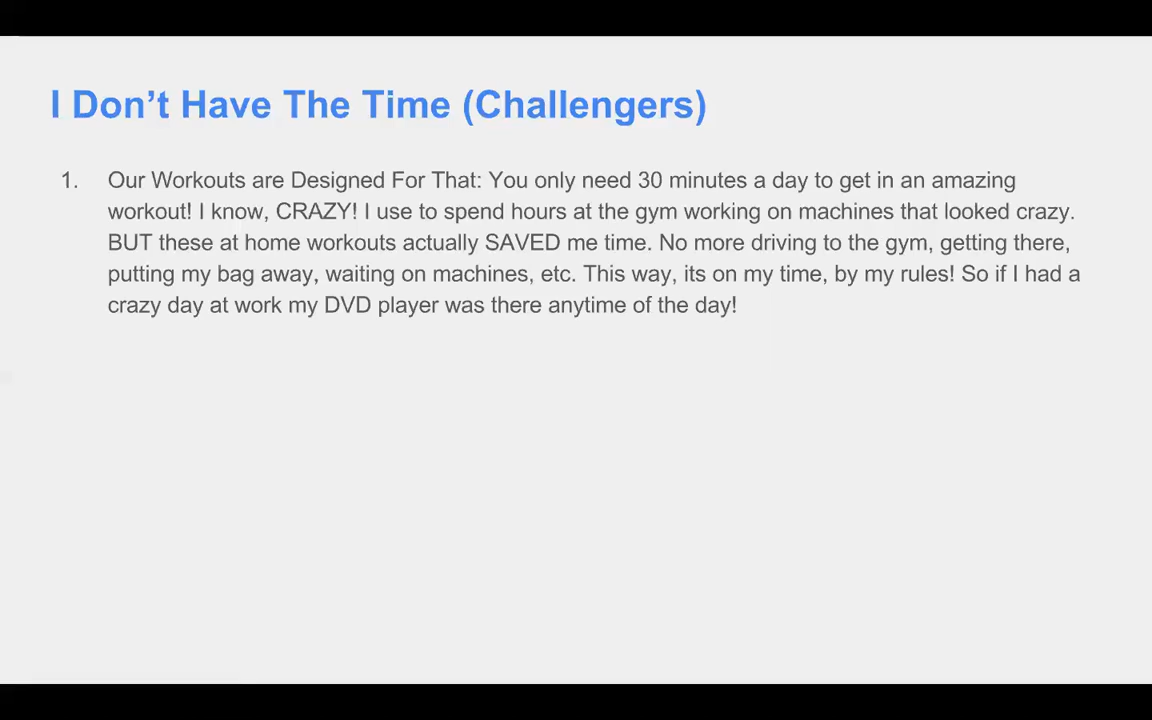 I Don’t Have The Time (Challengers)
1. Our Workouts are Designed For That: You only need 30 minutes a day to get in an amazing
workout! I know, CRAZY! I use to spend hours at the gym working on machines that looked crazy.
BUT these at home workouts actually SAVED me time. No more driving to the gym, getting there,
putting my bag away, waiting on machines, etc. This way, its on my time, by my rules! So if I had a
crazy day at work my DVD player was there anytime of the day!